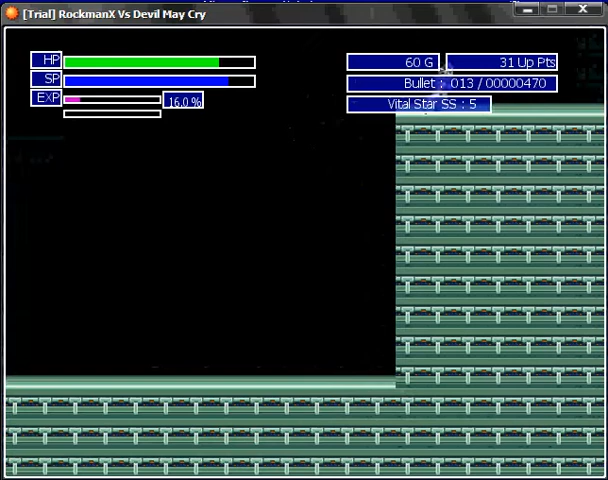 [Trial] RockmanX Vs Devil May Cry
HP
60 G
31 Up Pts
SP
Bullet : 013 / 00000470
EXP
16.0 %
Vital Star SS : 5